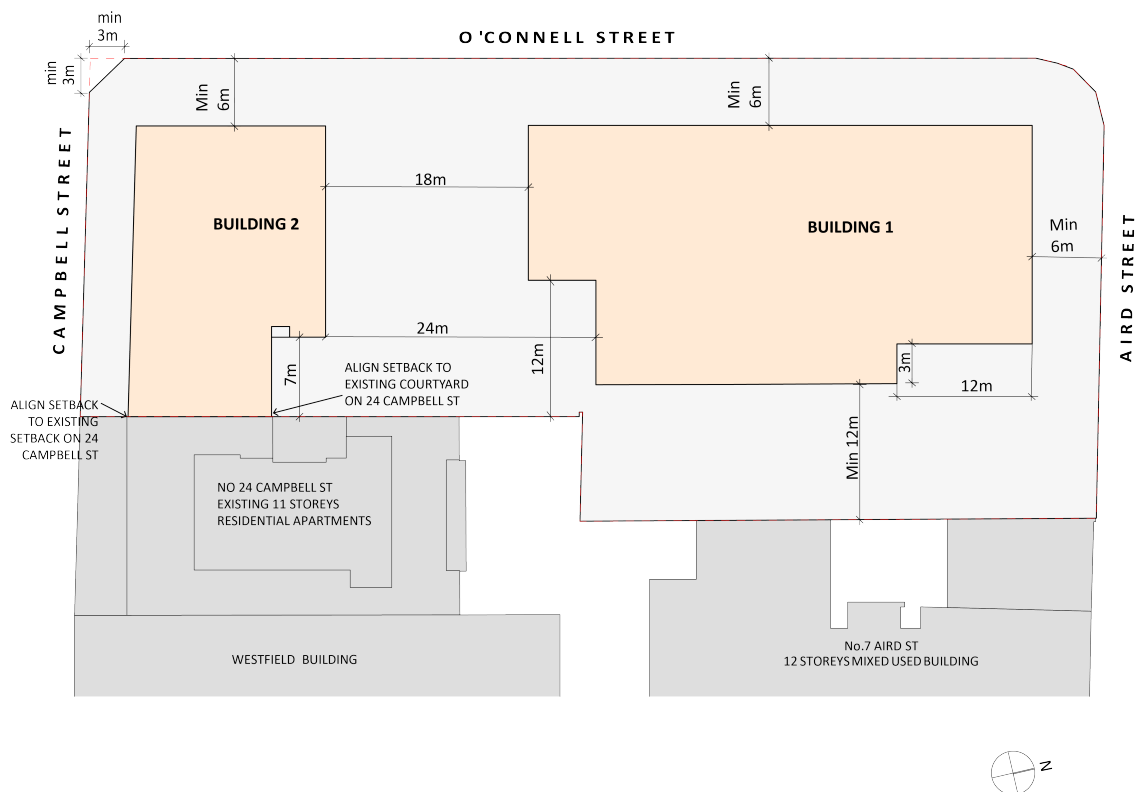 min
3m
O 'CONNELL STREET
min
3m
Min
6m
Min
6m
CAMPBELL STREET
18m
BUILDING 2
BUILDING 1
Min
6m
AIRD STREET
24m
12m
7m
3m
12m
ALIGN SETBACK TO
EXISTING COURTYARD
ON 24 CAMPBELL ST
ALIGN SETBACK
TO EXISTING
SETBACK ON 24
CAMPBELL ST
Min 12m
NO 24 CAMPBELL ST
EXISTING 11 STOREYS
RESIDENTIAL APARTMENTS
WESTFIELD BUILDING
No.7 AIRD ST
12 STOREYS MIXED USED BUILDING
N